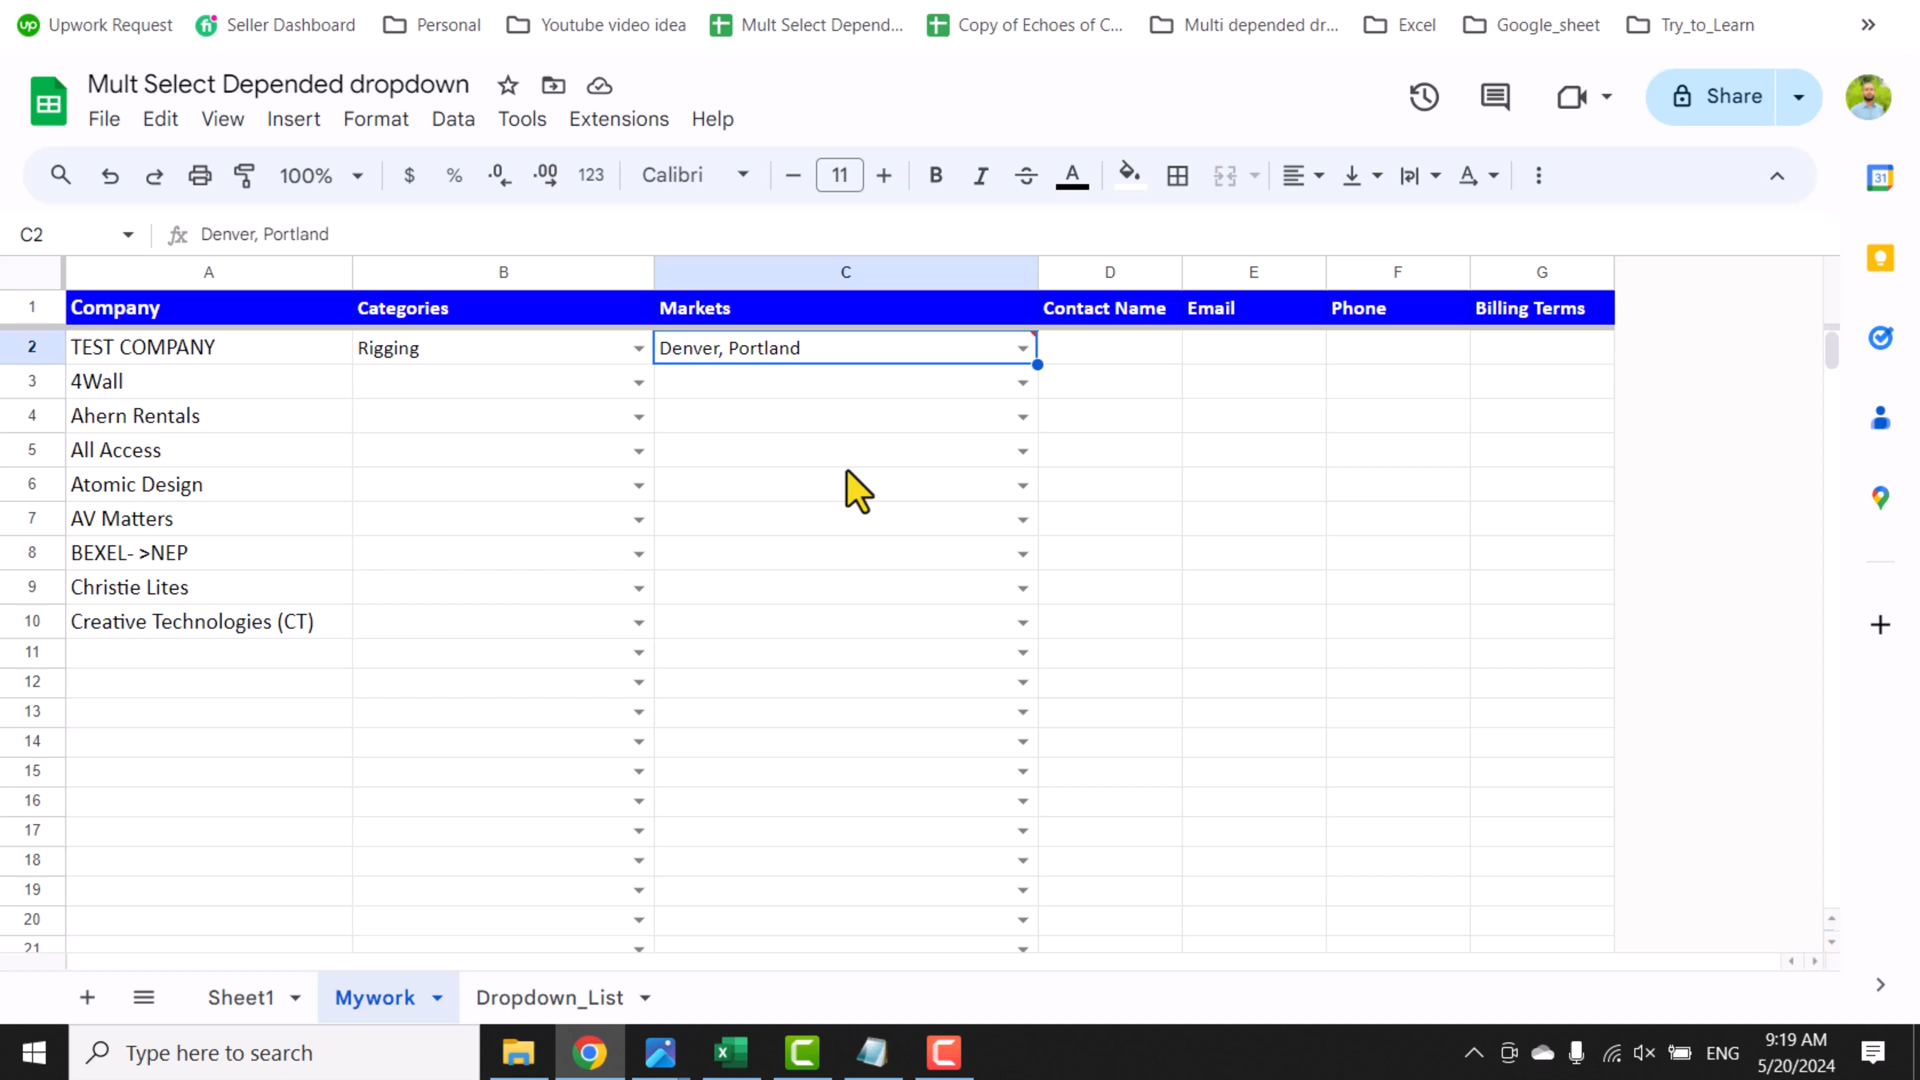 Upwork Request Seller Dashboard Personal Youtube video idea Mult Select Depend... Copy of Echoes of C... Multi depended dr... Excel Google_sheet Try_to_Learn »
Mult Select Depended dropdown
File Edit View Insert Format Data Tools Extensions Help
Share
100% $ % .0 .00 123 Calibri 11 B I A
31
C2 fx Denver, Portland
A B C D E F G
1 Company Categories Markets Contact Name Email Phone Billing Terms
2 TEST COMPANY Rigging Denver, Portland
3 4Wall
4 Ahern Rentals
5 All Access
6 Atomic Design
7 AV Matters
8 BEXEL- >NEP
9 Christie Lites
10 Creative Technologies (CT)
11
12
13
14
15
16
17
18
19
20
21
Sheet1 Mywork Dropdown_List
Type here to search
ENG
9:19 AM
5/20/2024